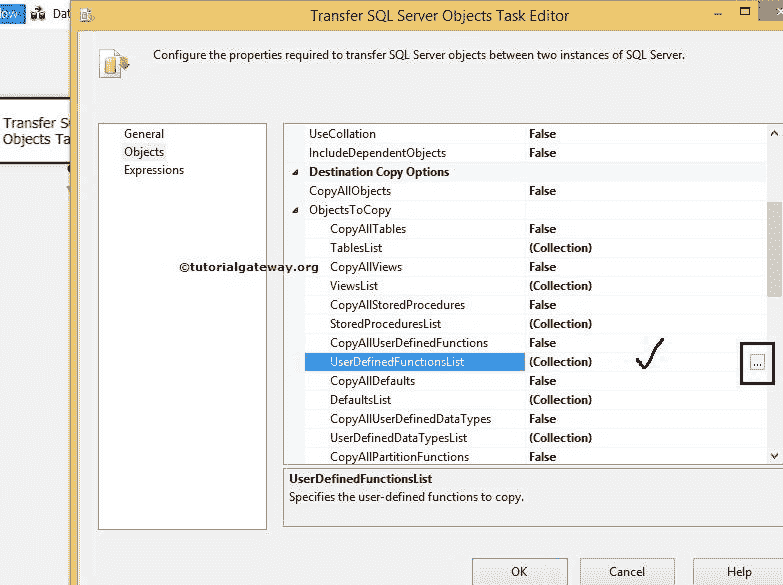 Transfer SQL Server Objects Task Editor
Configure the properties required to transfer SQL Server objects between two instances of SQL Server.
Transfer S
Objects Ta
General
Objects
Expressions
UseCollation False
IncludeDependentObjects False
Destination Copy Options
CopyAllObjects False
ObjectsToCopy
CopyAllTables False
TablesList (Collection)
©tutorialgateway.org
CopyAllViews False
ViewsList (Collection)
CopyAllStoredProcedures False
StoredProceduresList (Collection)
CopyAllUserDefinedFunctions False
UserDefinedFunctionsList (Collection) ...
CopyAllDefaults False
DefaultsList (Collection)
CopyAllUserDefinedDataTypes False
UserDefinedDataTypesList (Collection)
CopyAllPartitionFunctions False
UserDefinedFunctionsList
Specifies the user-defined functions to copy.
OK Cancel Help